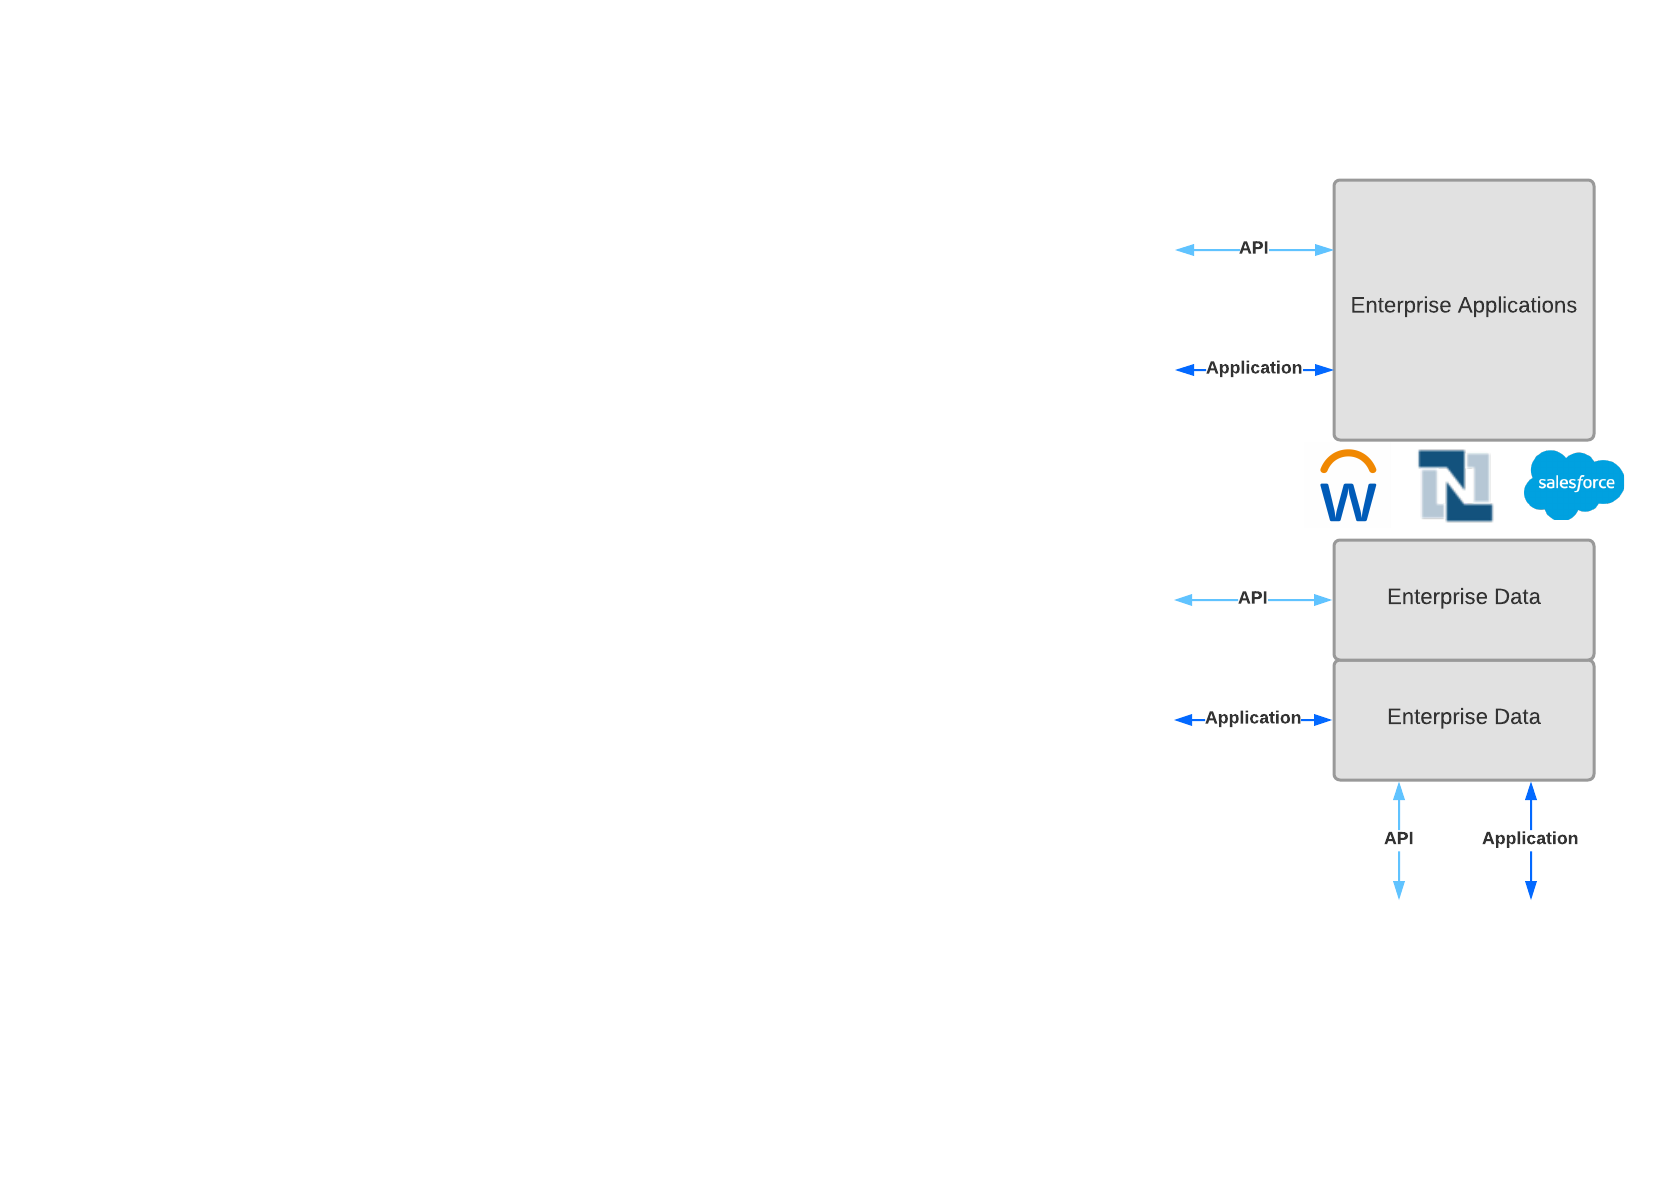 API
Enterprise Applications
Application
W
N
salesforce
API
Enterprise Data
Application
Enterprise Data
API
Application